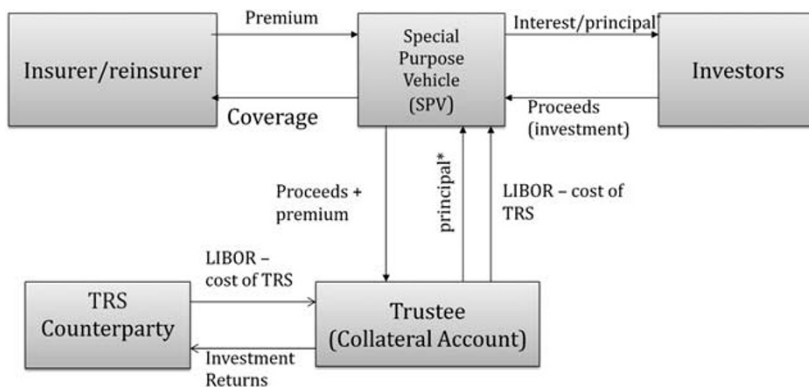 Premium
Insurer/reinsurer
Coverage
Special
Purpose
Vehicle
(SPV)
Interest/principal*
Investors
Proceeds
(investment)
Proceeds +
premium
principal*
LIBOR – cost of
TRS
LIBOR –
cost of TRS
TRS
Counterparty
Investment
Returns
Trustee
(Collateral Account)